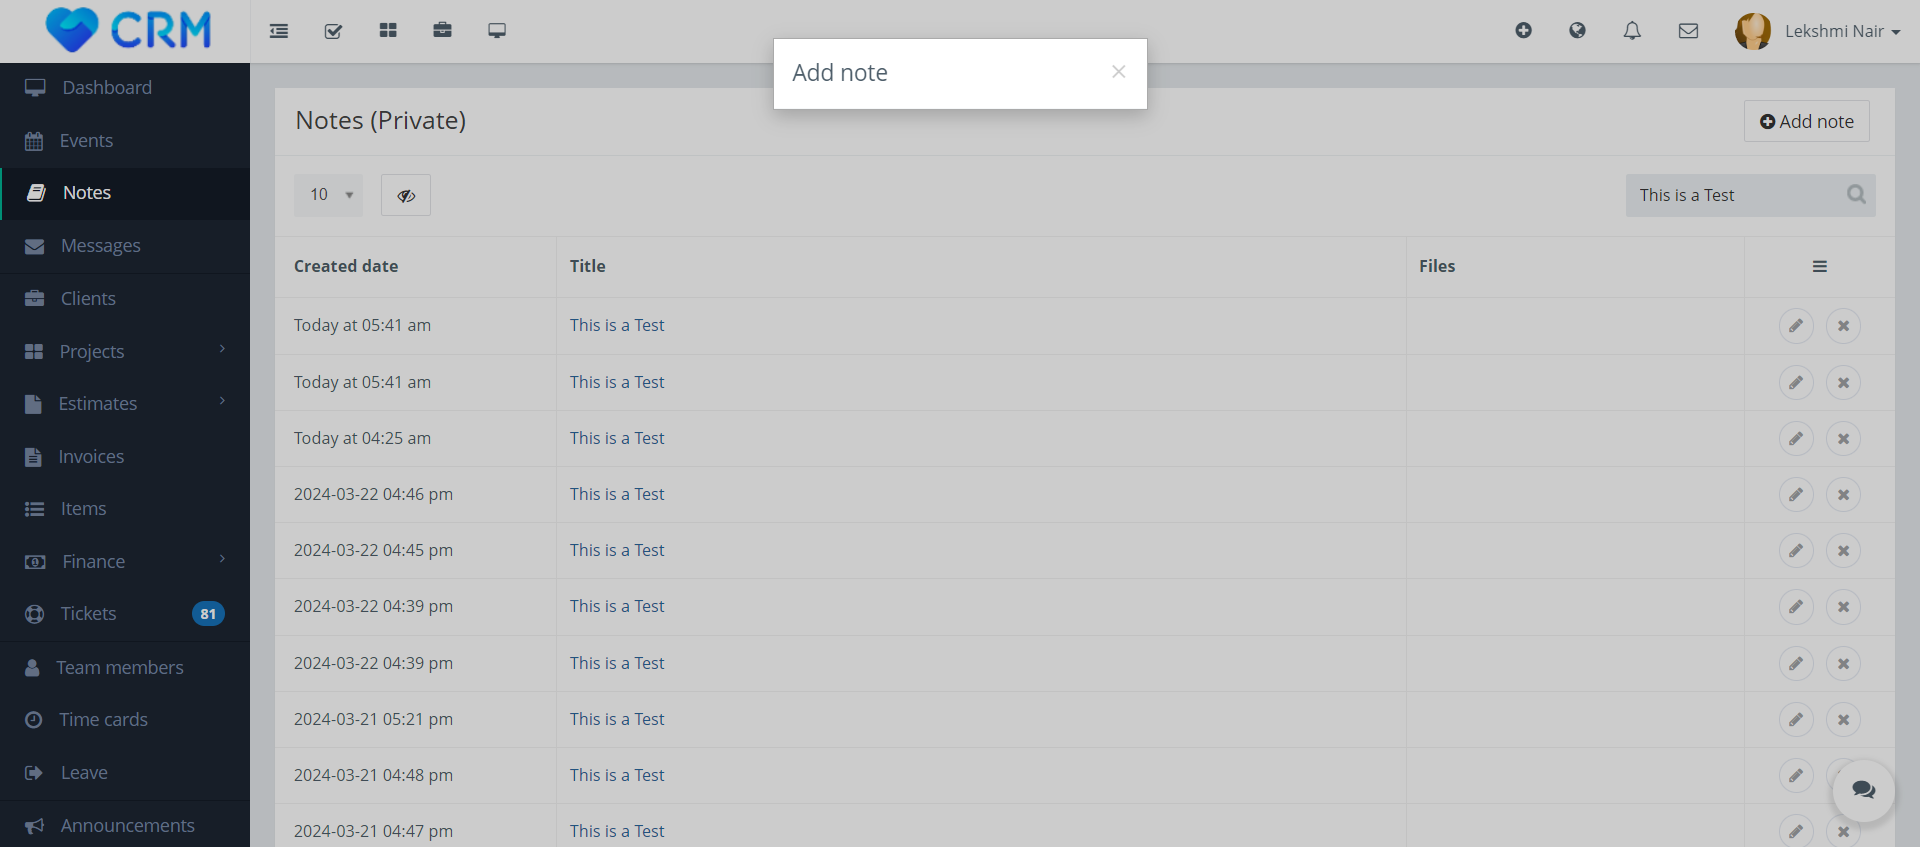 CRM
Lekshmi Nair
Add note
Dashboard
Events
Notes
Messages
Clients
Projects
Estimates
Invoices
Items
Finance
Tickets 81
Team members
Time cards
Leave
Announcements
Notes (Private)
Add note
10
This is a Test
Created date Title Files
Today at 05:41 am This is a Test
Today at 05:41 am This is a Test
Today at 04:25 am This is a Test
2024-03-22 04:46 pm This is a Test
2024-03-22 04:45 pm This is a Test
2024-03-22 04:39 pm This is a Test
2024-03-22 04:39 pm This is a Test
2024-03-21 05:21 pm This is a Test
2024-03-21 04:48 pm This is a Test
2024-03-21 04:47 pm This is a Test